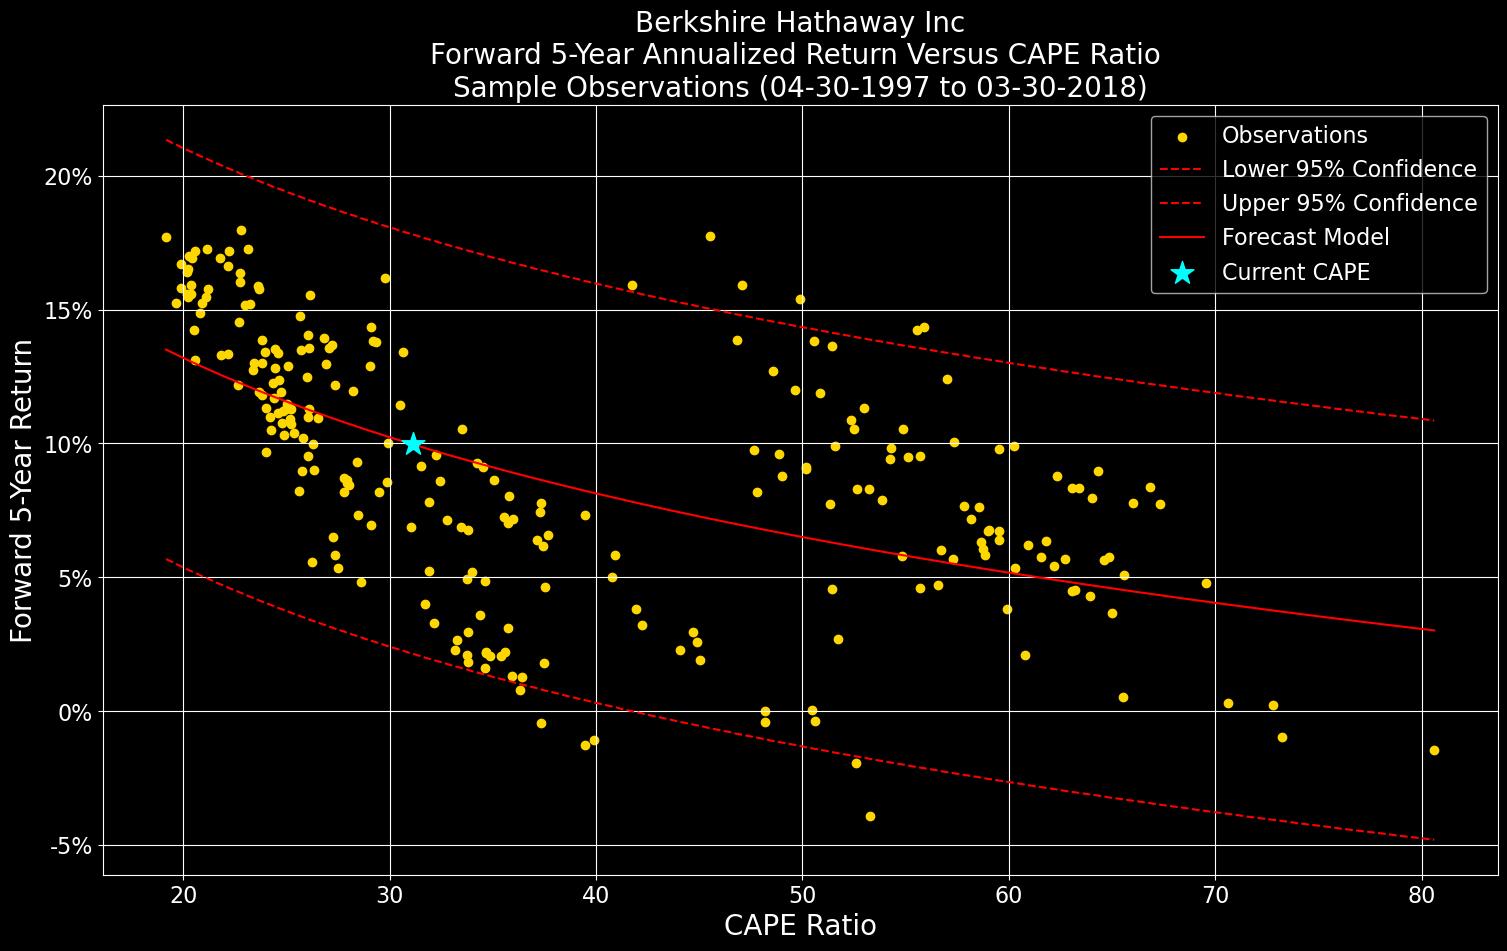 Berkshire Hathaway Inc
Forward 5-Year Annualized Return Versus CAPE Ratio
Sample Observations (04-30-1997 to 03-30-2018)
Observations
Lower 95% Confidence
Upper 95% Confidence
Forecast Model
Current CAPE
Forward 5-Year Return
20%
15%
10%
5%
0%
-5%
20 30 40 50 60 70 80
CAPE Ratio